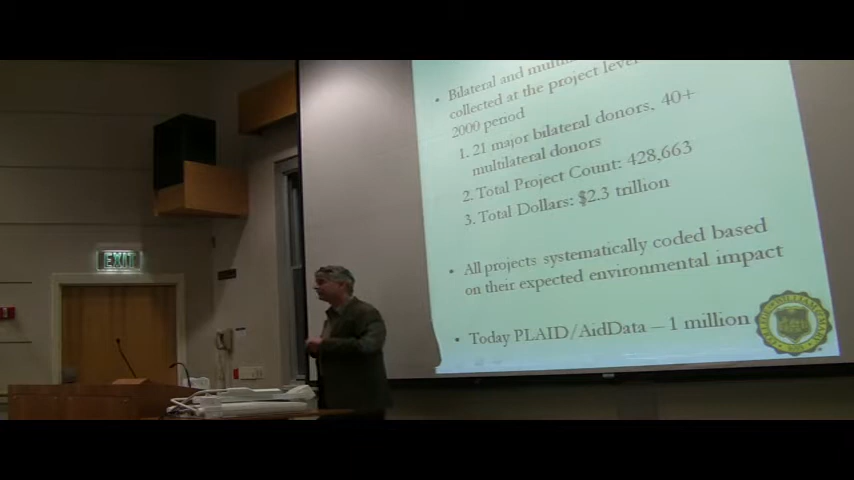 • Bilateral and
collected at the project level
2000 period
1. 21 major bilateral donors, 40+
multilateral donors
2. Total Project Count: 428,663
3. Total Dollars: $2.3 trillion
• All projects systematically coded based
on their expected environmental impact
• Today PLAID/AidData – 1 million
EXIT